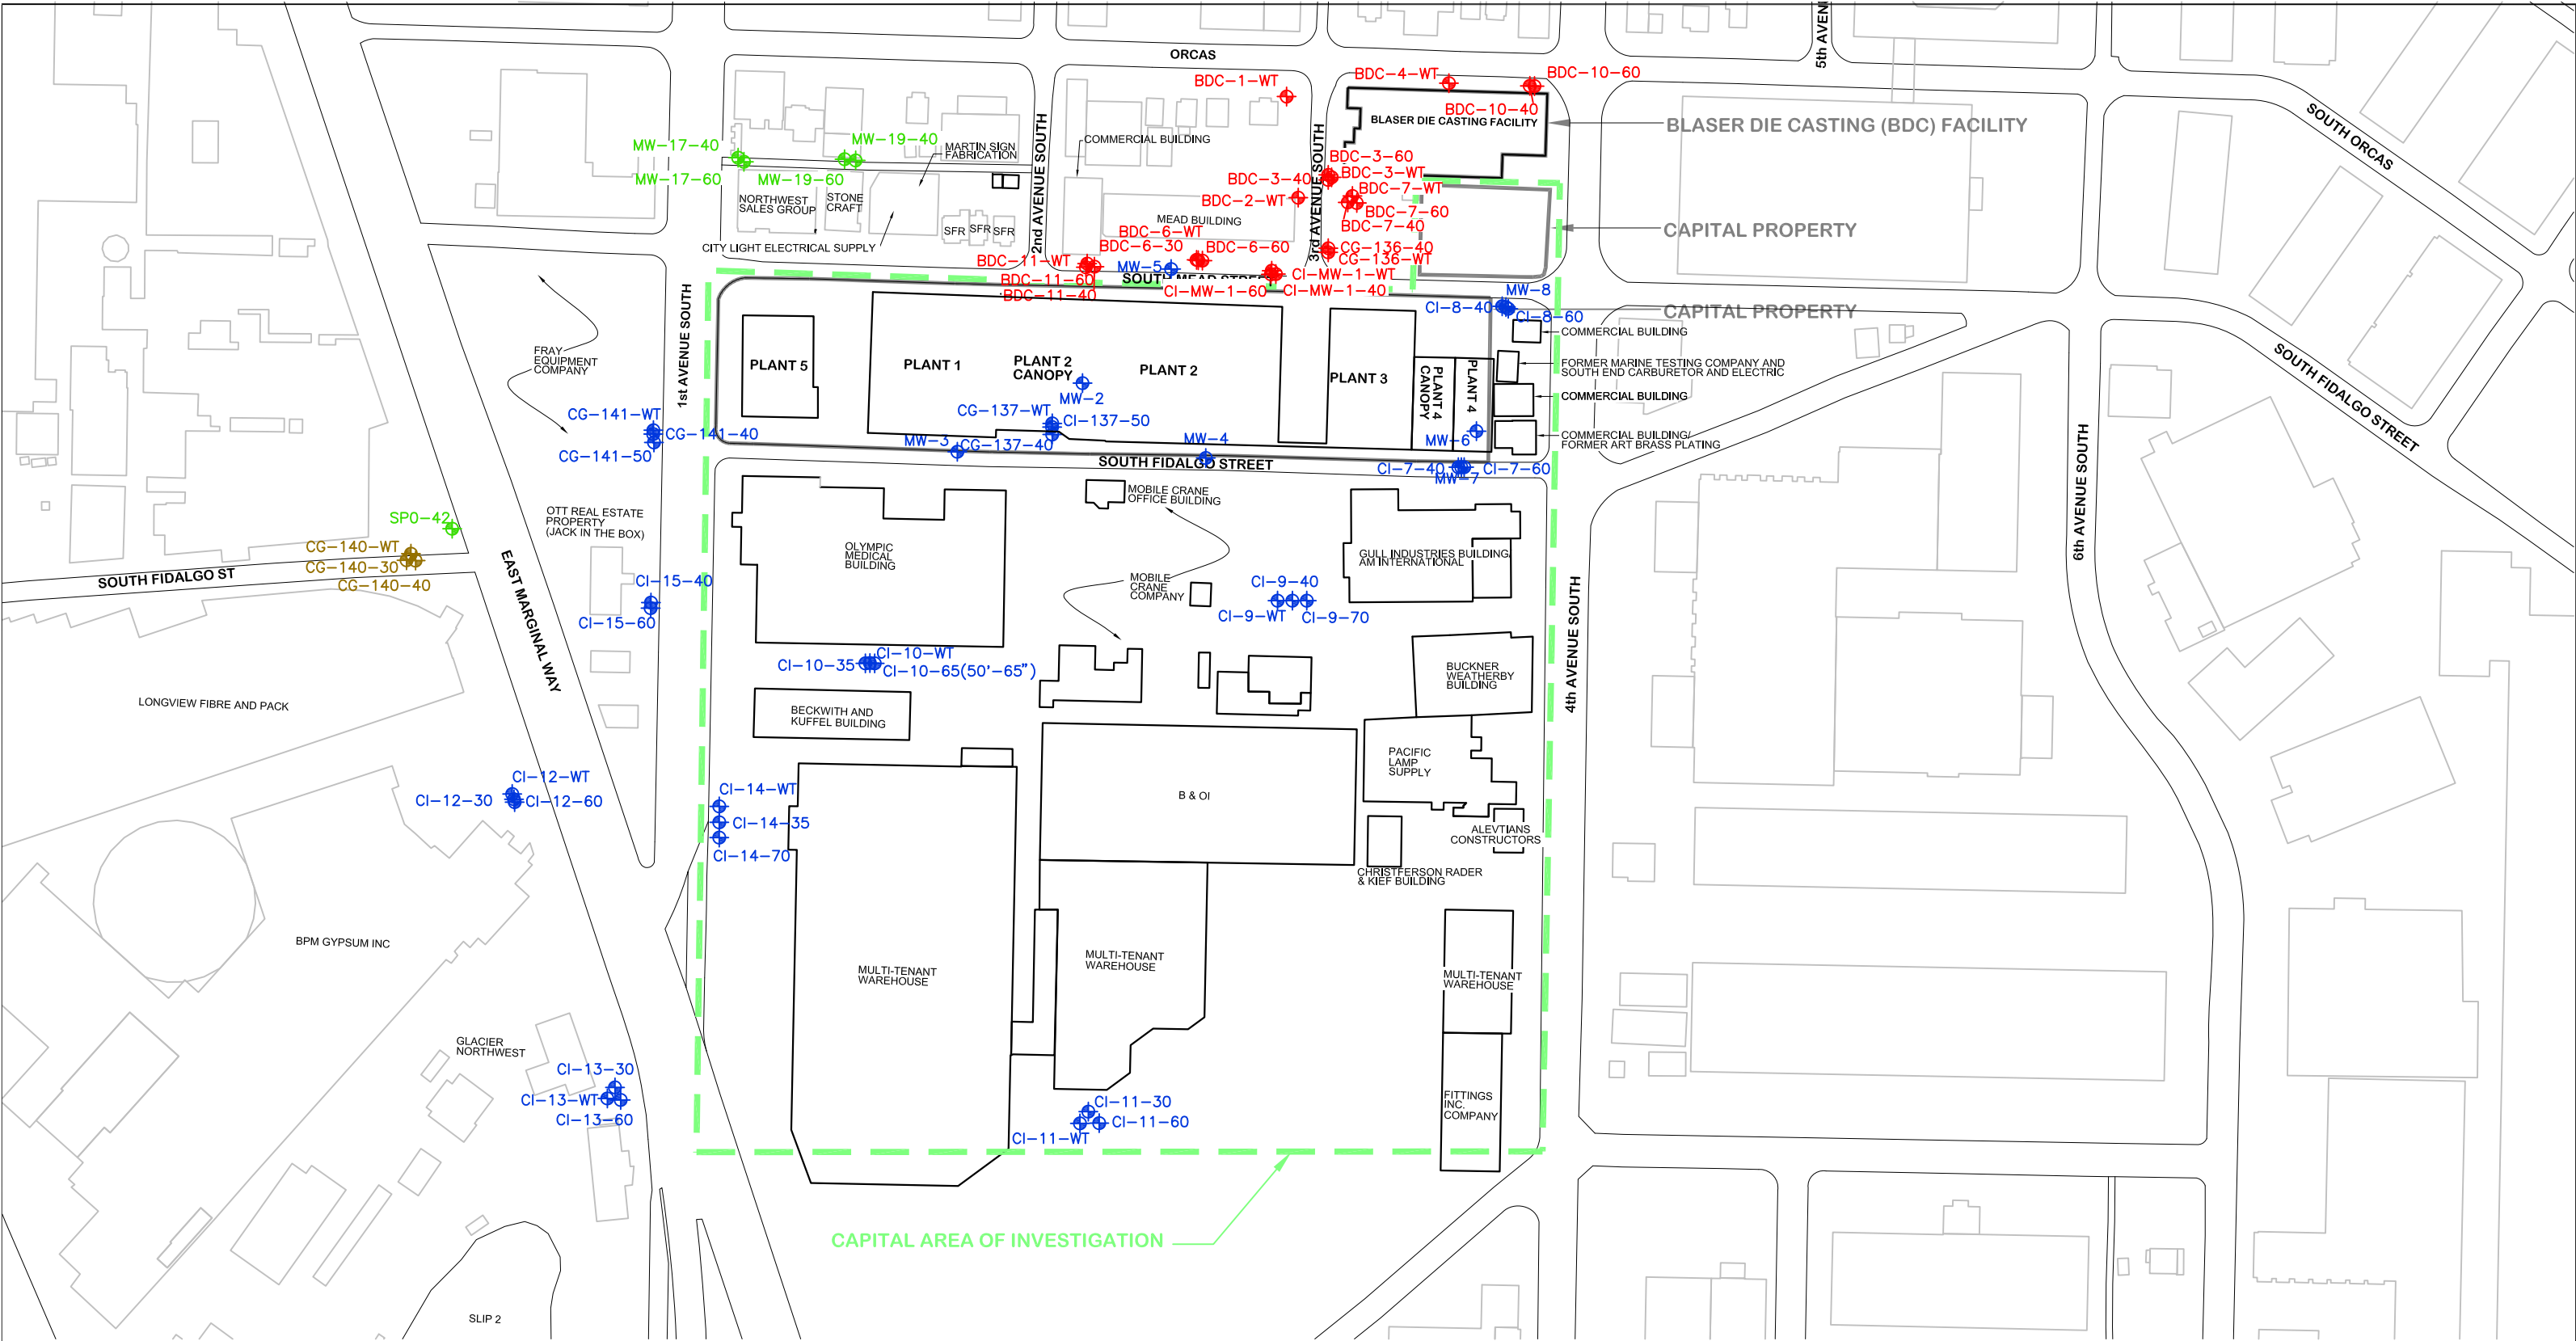 ORCAS
5th AVEN
BDC-1-WT
BDC-4-WT
BDC-10-60
BDC-10-40
BLASER DIE CASTING FACILITY
BLASER DIE CASTING (BDC) FACILITY
SOUTH ORCAS
MW-17-40
MW-19-40
MW-17-60
MW-19-60
MARTIN SIGN
FABRICATION
2nd AVENUE SOUTH
COMMERCIAL BUILDING
3rd AVENUE SOUTH
BDC-3-60
BDC-3-40
BDC-3-WT
BDC-7-WT
BDC-2-WT
BDC-7-60
BDC-7-40
NORTHWEST
SALES GROUP
STONE
CRAFT
MEAD BUILDING
SFR
SFR
SFR
CITY LIGHT ELECTRICAL SUPPLY
CAPITAL PROPERTY
BDC-6-WT
BDC-6-30
BDC-6-60
CG-136-40
CG-136-WT
BDC-11-WT
MW-5
BDC-11-60
BDC-11-40
SOUTH MEAD STREET
CI-MW-1-WT
CI-MW-1-60
CI-MW-1-40
MW-8
CI-8-40
CI-8-60
CAPITAL PROPERTY
COMMERCIAL BUILDING
FORMER MARINE TESTING COMPANY AND
SOUTH END CARBURETOR AND ELECTRIC
COMMERCIAL BUILDING
COMMERCIAL BUILDING/
FORMER ART BRASS PLATING
SOUTH FIDALGO STREET
FRAY
EQUIPMENT
COMPANY
1st AVENUE SOUTH
PLANT 5
PLANT 1
PLANT 2
CANOPY
PLANT 2
PLANT 3
PLANT 4
CANOPY
PLANT 4
MW-2
CG-137-WT
CI-137-50
CG-137-40
MW-3
MW-4
MW-6
CG-141-WT
CG-141-40
CG-141-50
SOUTH FIDALGO STREET
CI-7-40
CI-7-60
MW-7
6th AVENUE SOUTH
MOBILE CRANE
OFFICE BUILDING
OTT REAL ESTATE
PROPERTY
(JACK IN THE BOX)
SP0-42
CG-140-WT
CG-140-30
CG-140-40
SOUTH FIDALGO ST
EAST MARGINAL WAY
OLYMPIC
MEDICAL
BUILDING
GULL INDUSTRIES BUILDING/
AM INTERNATIONAL
MOBILE
CRANE
COMPANY
CI-15-40
CI-15-60
CI-9-40
CI-9-WT
CI-9-70
4th AVENUE SOUTH
CI-10-WT
CI-10-35
CI-10-65(50'-65")
BUCKNER
WEATHERBY
BUILDING
LONGVIEW FIBRE AND PACK
BECKWITH AND
KUFFEL BUILDING
PACIFIC
LAMP
SUPPLY
CI-12-WT
CI-12-30
CI-12-60
CI-14-WT
CI-14-35
CI-14-70
B & OI
ALEVTIANS
CONSTRUCTORS
CHRISTFERSON RADER
& KIEF BUILDING
BPM GYPSUM INC
MULTI-TENANT
WAREHOUSE
MULTI-TENANT
WAREHOUSE
MULTI-TENANT
WAREHOUSE
GLACIER
NORTHWEST
CI-13-30
CI-13-WT
CI-13-60
CI-11-30
CI-11-60
CI-11-WT
FITTINGS
INC.
COMPANY
CAPITAL AREA OF INVESTIGATION
SLIP 2